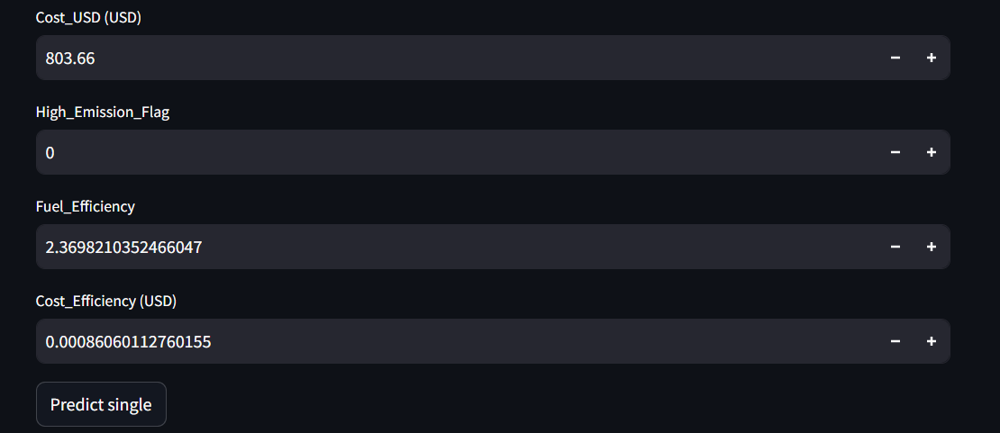 Cost_USD (USD)
803.66
High_Emission_Flag
0
Fuel_Efficiency
2.3698210352466047
Cost_Efficiency (USD)
0.00086060112760155
Predict single